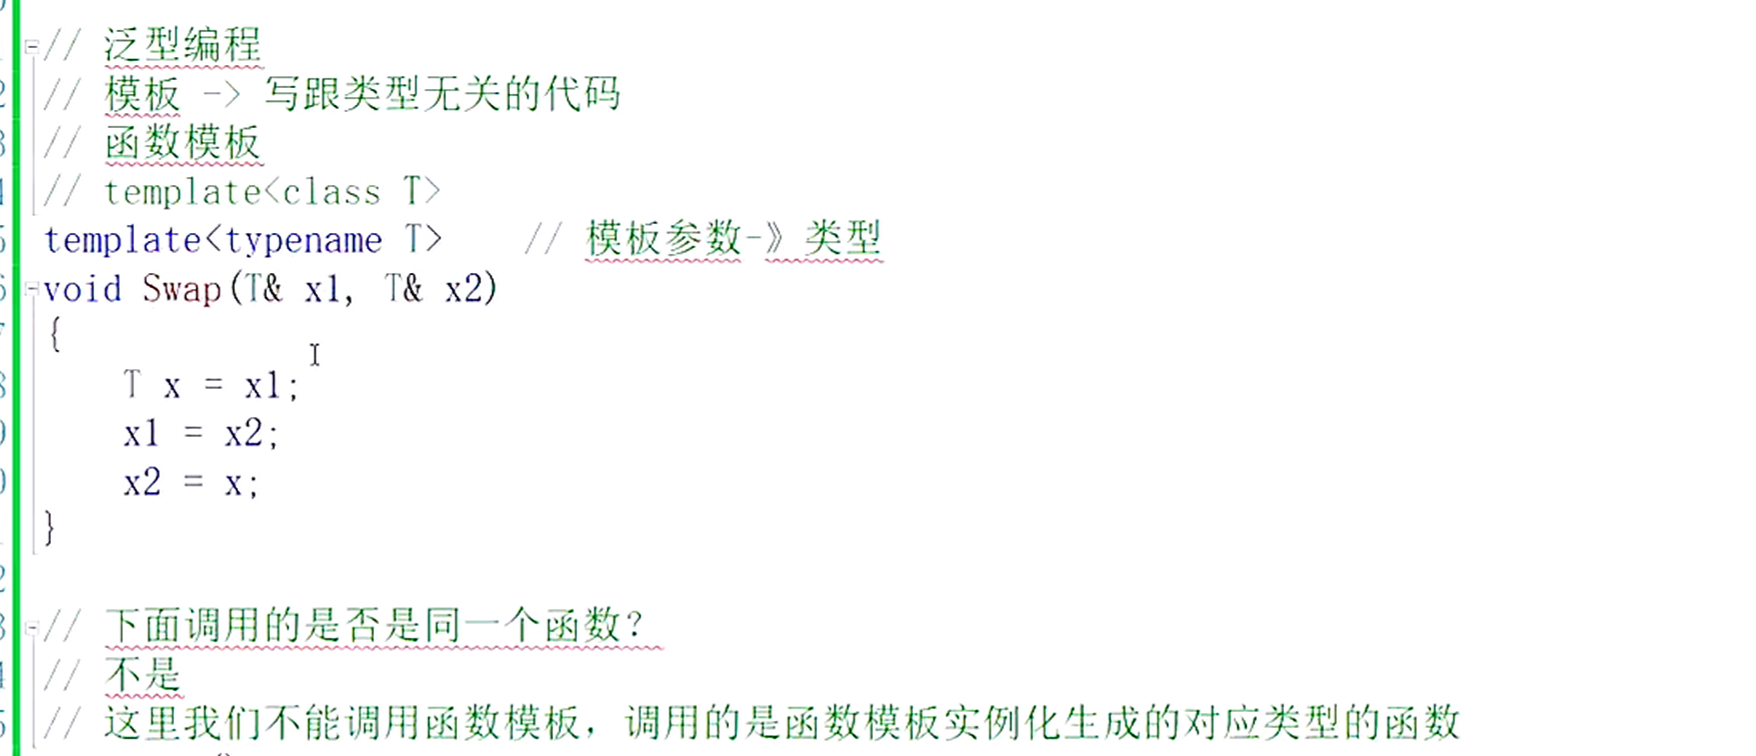 // 泛型编程
// 模板 -> 写跟类型无关的代码
// 函数模板
// template<class T>
template<typename T>    // 模板参数-》类型
void Swap(T& x1, T& x2)
{
    T x = x1;
    x1 = x2;
    x2 = x;
}
// 下面调用的是否是同一个函数?
// 不是
// 这里我们不能调用函数模板，调用的是函数模板实例化生成的对应类型的函数